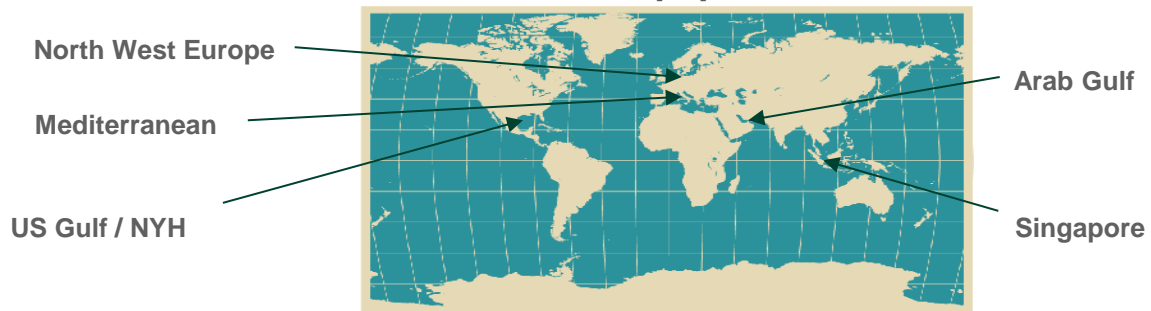 North West Europe
Arab Gulf
Mediterranean
US Gulf / NYH
Singapore